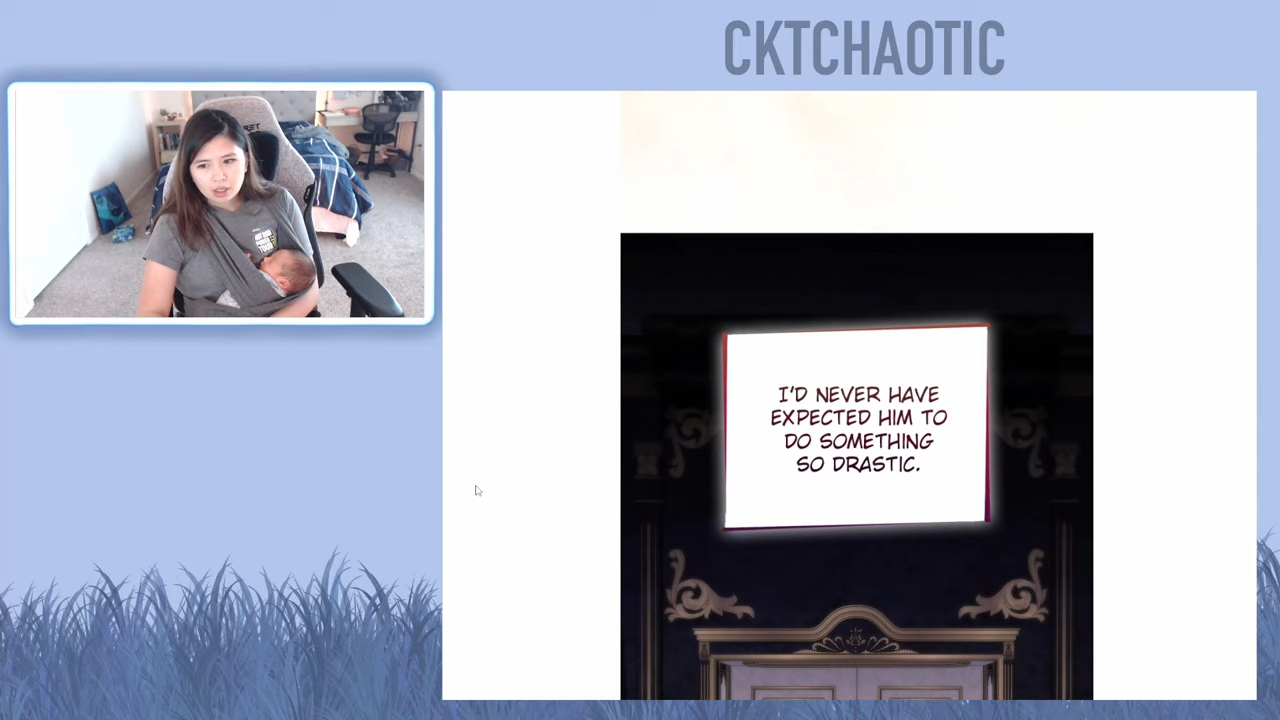 CKTCHAOTIC
I'D NEVER HAVE
EXPECTED HIM TO
DO SOMETHING
SO DRASTIC.